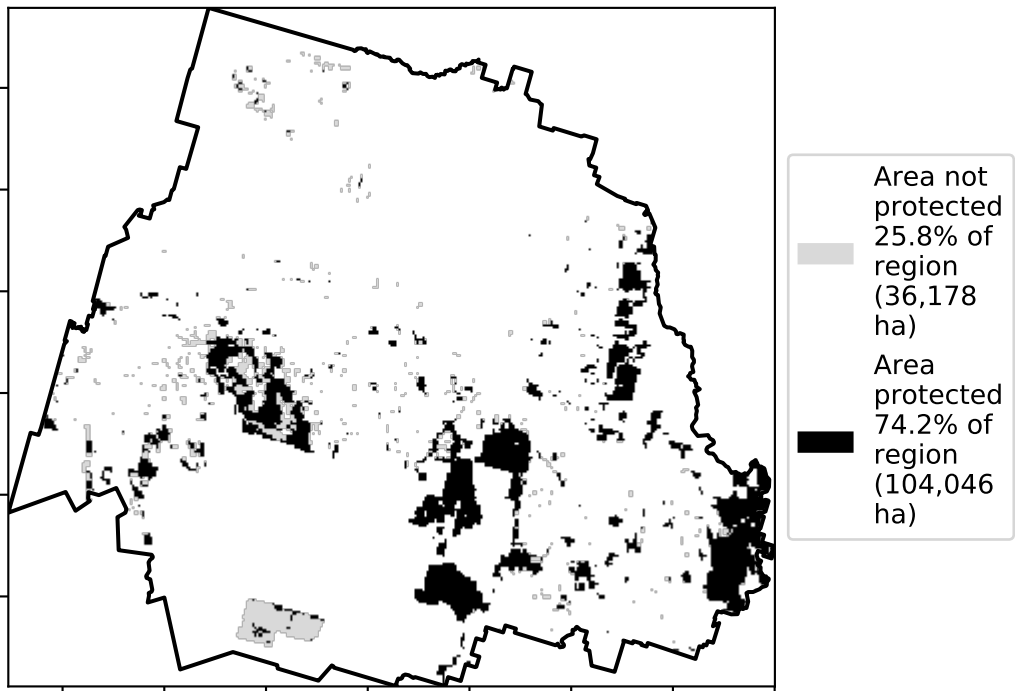 Area not
protected
25.8% of
region
(36,178
ha)
Area
protected
74.2% of
region
(104,046
ha)